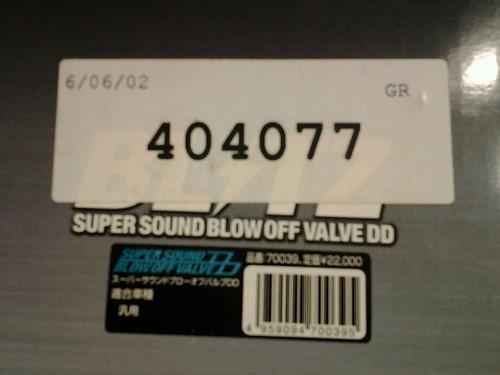 6/06/02
GR
404077
BLITZ
SUPER SOUND BLOW OFF VALVE DD
SUPER SOUND
BLOW OFF VALVE DD
品番:70039、定価¥22,000
スーパーサウンドブローオフバルブDD
適合車種
汎用
4 959094 700395